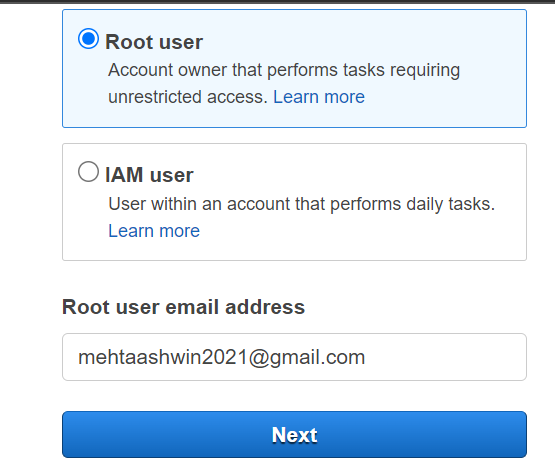 Root user
Account owner that performs tasks requiring
unrestricted access. Learn more
IAM user
User within an account that performs daily tasks.
Learn more
Root user email address
mehtaashwin2021@gmail.com
Next